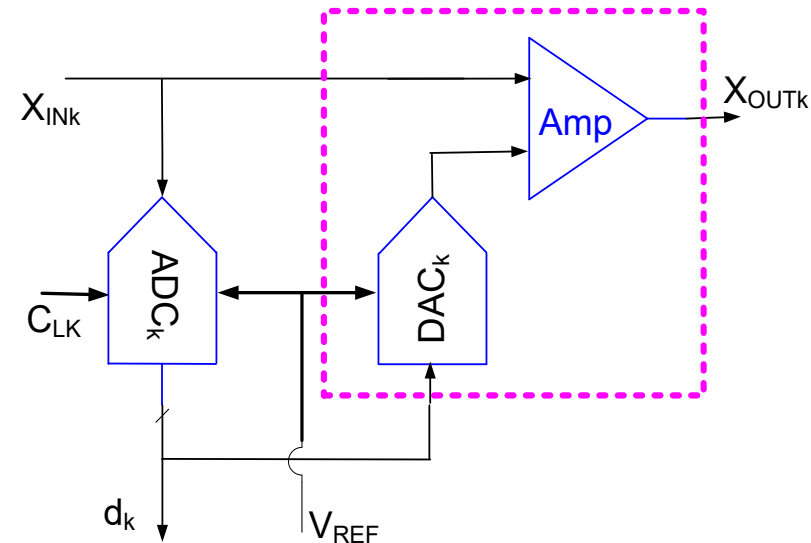 X_INk
Amp
X_OUTk
ADC_k
DAC_k
C_LK
d_k
V_REF